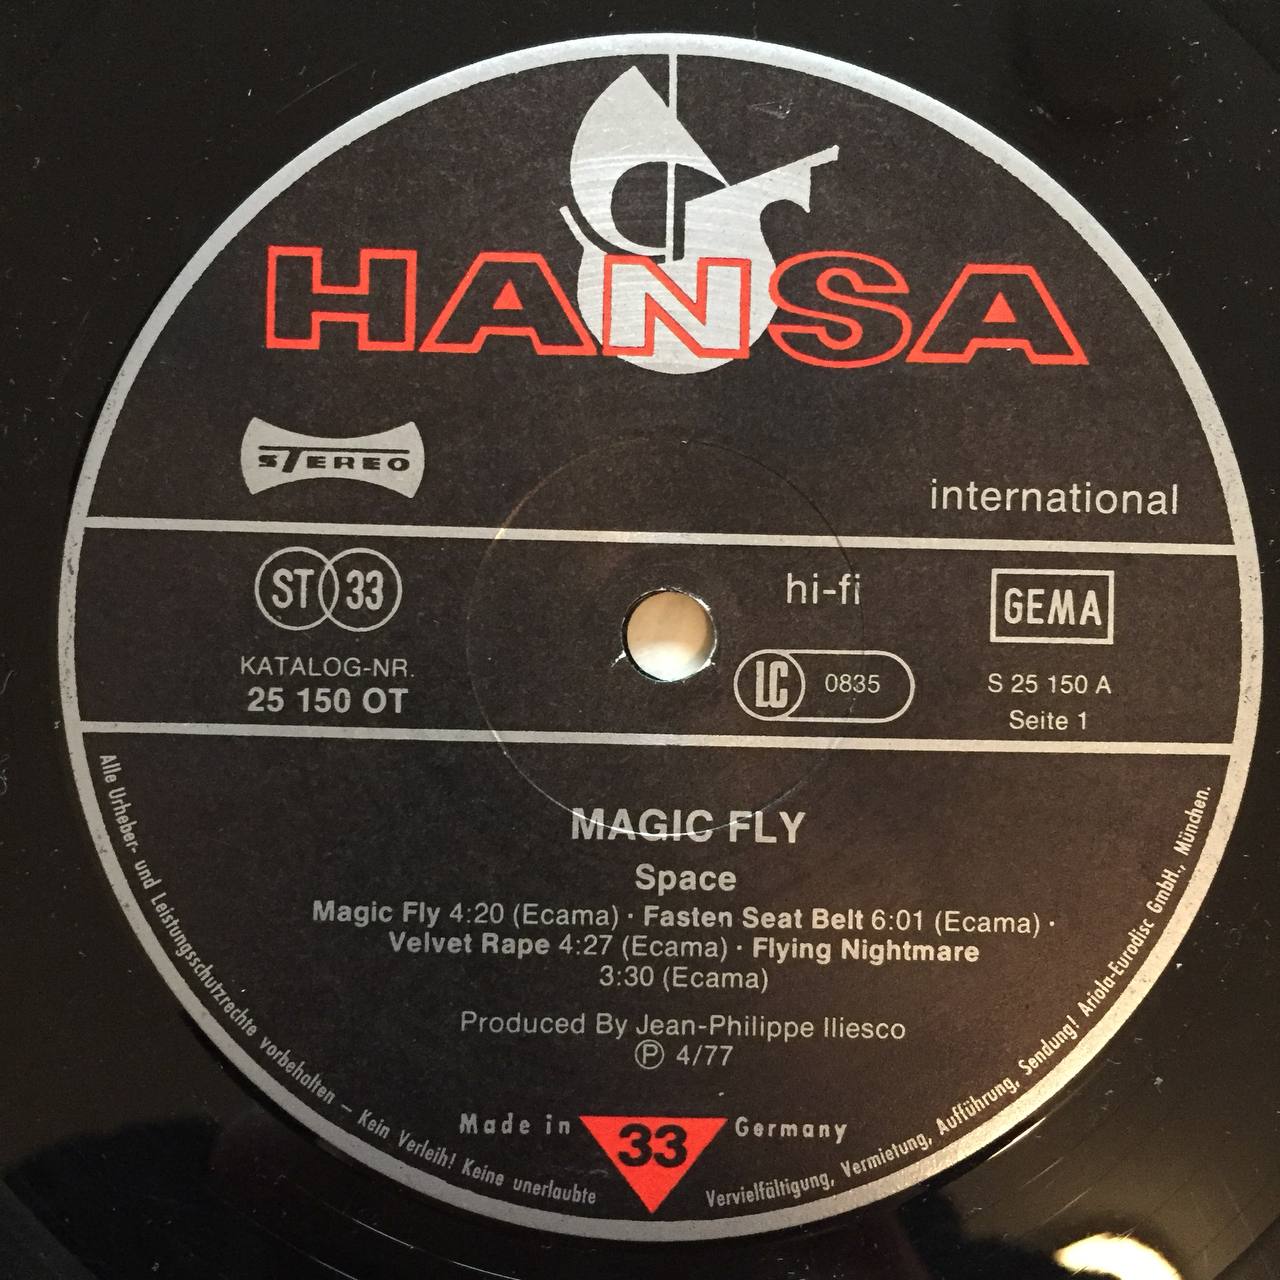 HANSA
STEREO
international
ST 33
hi-fi
GEMA
KATALOG-NR.
25 150 OT
LC 0835
S 25 150 A
Seite 1
MAGIC FLY
Space
Magic Fly 4:20 (Ecama) · Fasten Seat Belt 6:01 (Ecama) ·
Velvet Rape 4:27 (Ecama) · Flying Nightmare
3:30 (Ecama)
Produced By Jean-Philippe Iliesco
Ⓟ 4/77
Made in 33 Germany
Alle Urheber- und Leistungsschutzrechte vorbehalten – Kein Verleih! Keine unerlaubte Vervielfältigung, Vermietung, Aufführung, Sendung! Ariola-Eurodisc GmbH., München.